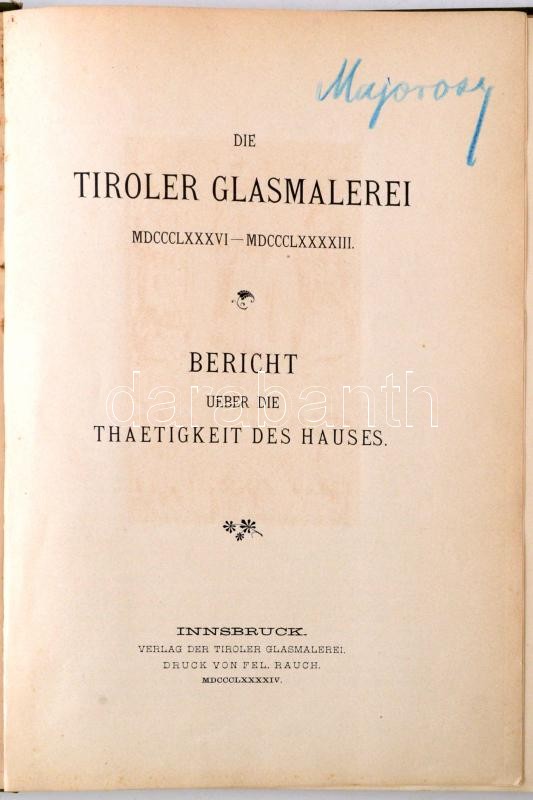 Majorosy
DIE
TIROLER GLASMALEREI
MDCCCLXXXVI—MDCCCLXXXXIII.
BERICHT
UEBER DIE
THAETIGKEIT DES HAUSES.
darabanth
INNSBRUCK.
VERLAG DER TIROLER GLASMALEREI.
DRUCK VON FEL. RAUCH.
MDCCCLXXXXIV.